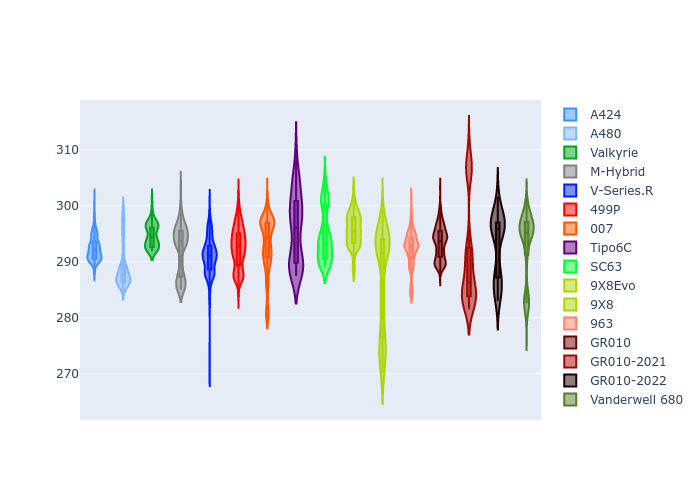 310
300
290
280
270
A424
A480
Valkyrie
M-Hybrid
V-Series.R
499P
007
Tipo6C
SC63
9X8Evo
9X8
963
GR010
GR010-2021
GR010-2022
Vanderwell 680